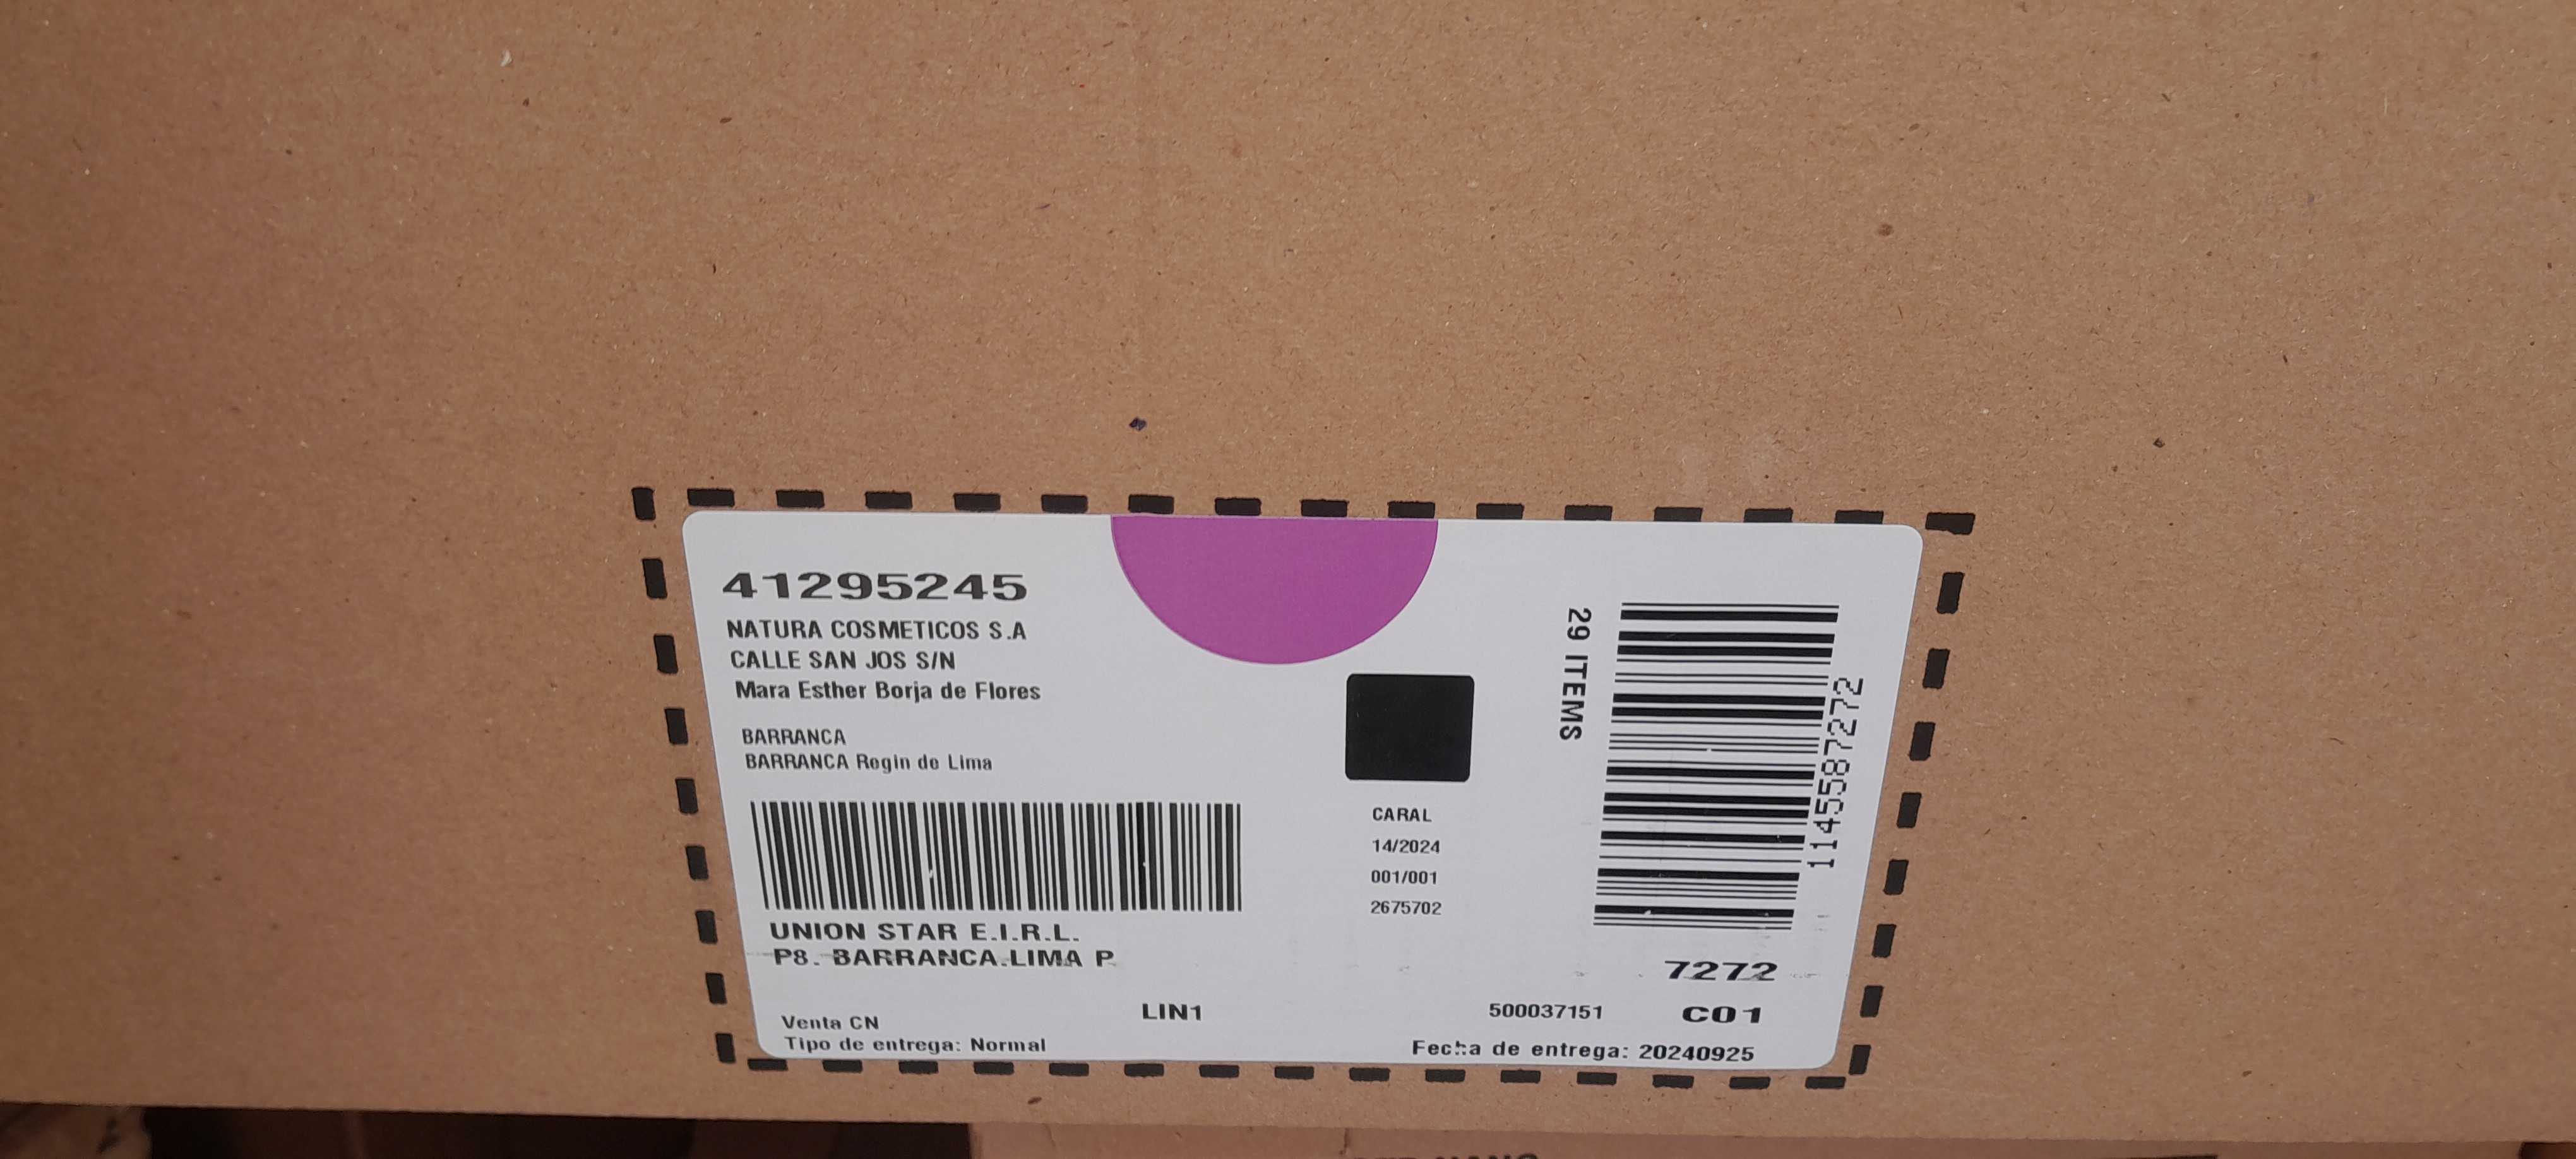 41295245
NATURA COSMETICOS S.A
CALLE SAN JOS S/N
Mara Esther Borja de Flores
BARRANCA
BARRANCA Regin de Lima
UNION STAR E.I.R.L.
P8. BARRANCA.LIMA P
Venta CN
Tipo de entrega: Normal
LIN1
CARAL
14/2024
001/001
2675702
29 ITEMS
114558727272
7272
500037151
C01
Fecha de entrega: 20240925